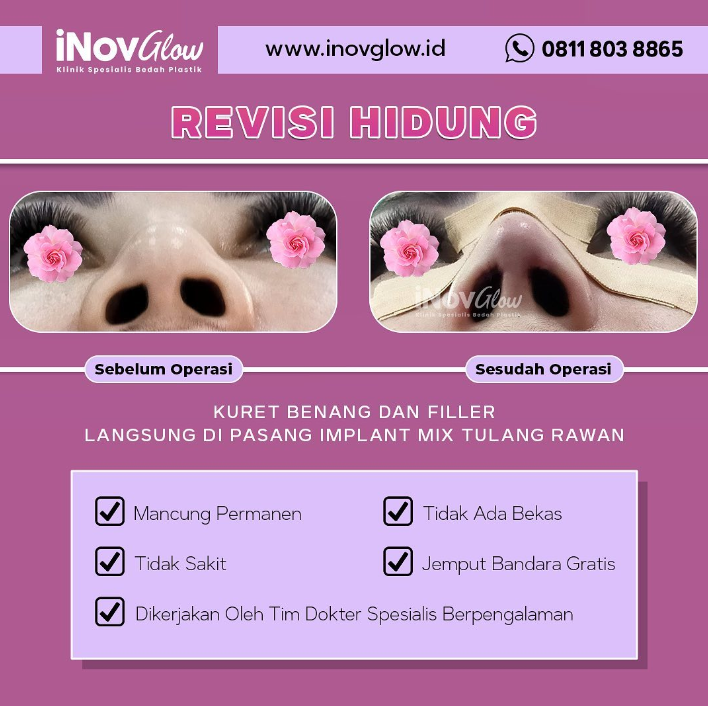 iNovGlow
Klinik Spesialis Bedah Plastik
www.inovglow.id
0811 803 8865
REVISI HIDUNG
iNovGlow
Klinik Spesialis Bedah Plastik
Sebelum Operasi
Sesudah Operasi
KURET BENANG DAN FILLER
LANGSUNG DI PASANG IMPLANT MIX TULANG RAWAN
Mancung Permanen
Tidak Ada Bekas
Tidak Sakit
Jemput Bandara Gratis
Dikerjakan Oleh Tim Dokter Spesialis Berpengalaman